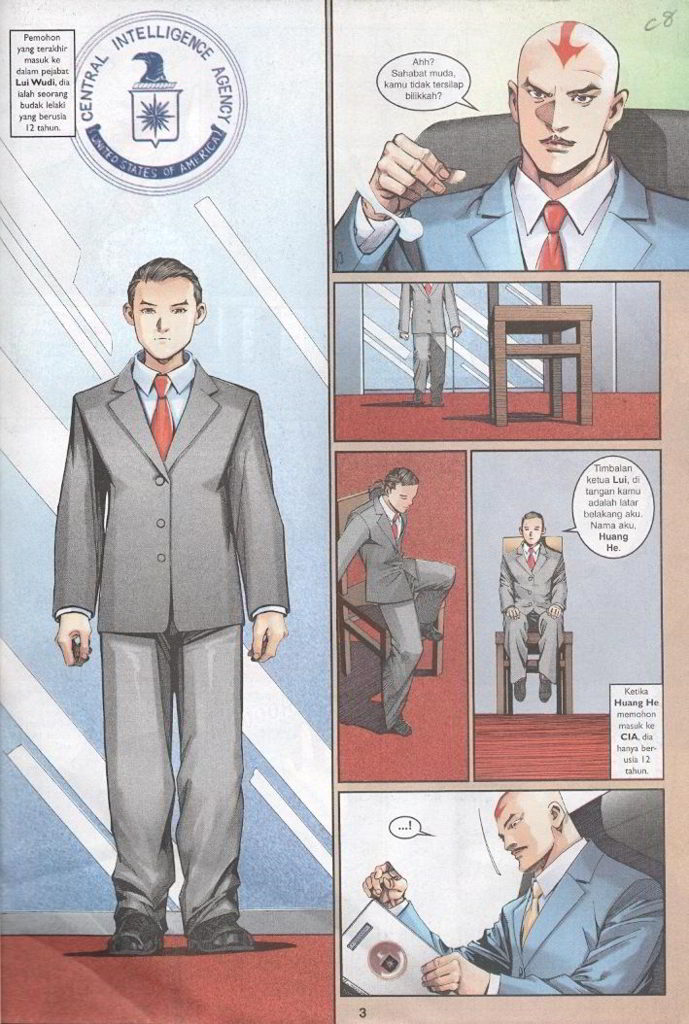 Pemohon
yang terakhir
masuk ke
dalam pejabat
Lui Wudi, dia
ialah seorang
budak lelaki
yang berusia
12 tahun.
CENTRAL INTELLIGENCE AGENCY
UNITED STATES OF AMERICA
c8
Ahh?
Sahabat muda,
kamu tidak tersilap
bilikkah?
Timbalan
ketua Lui, di
tangan kamu
adalah latar
belakang aku.
Nama aku,
Huang
He.
Ketika
Huang He
memohon
masuk ke
CIA, dia
hanya ber-
usia 12
tahun.
...!
3